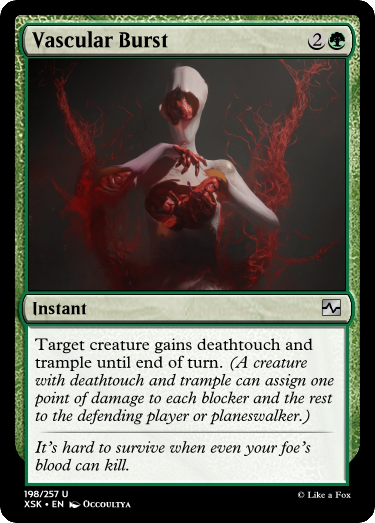 Vascular Burst 2
Instant
Target creature gains deathtouch and
trample until end of turn. (A creature
with deathtouch and trample can assign one
point of damage to each blocker and the rest
to the defending player or planeswalker.)
It's hard to survive when even your foe's
blood can kill.
198/257 U
XSK • EN Occoultya © Like a Fox